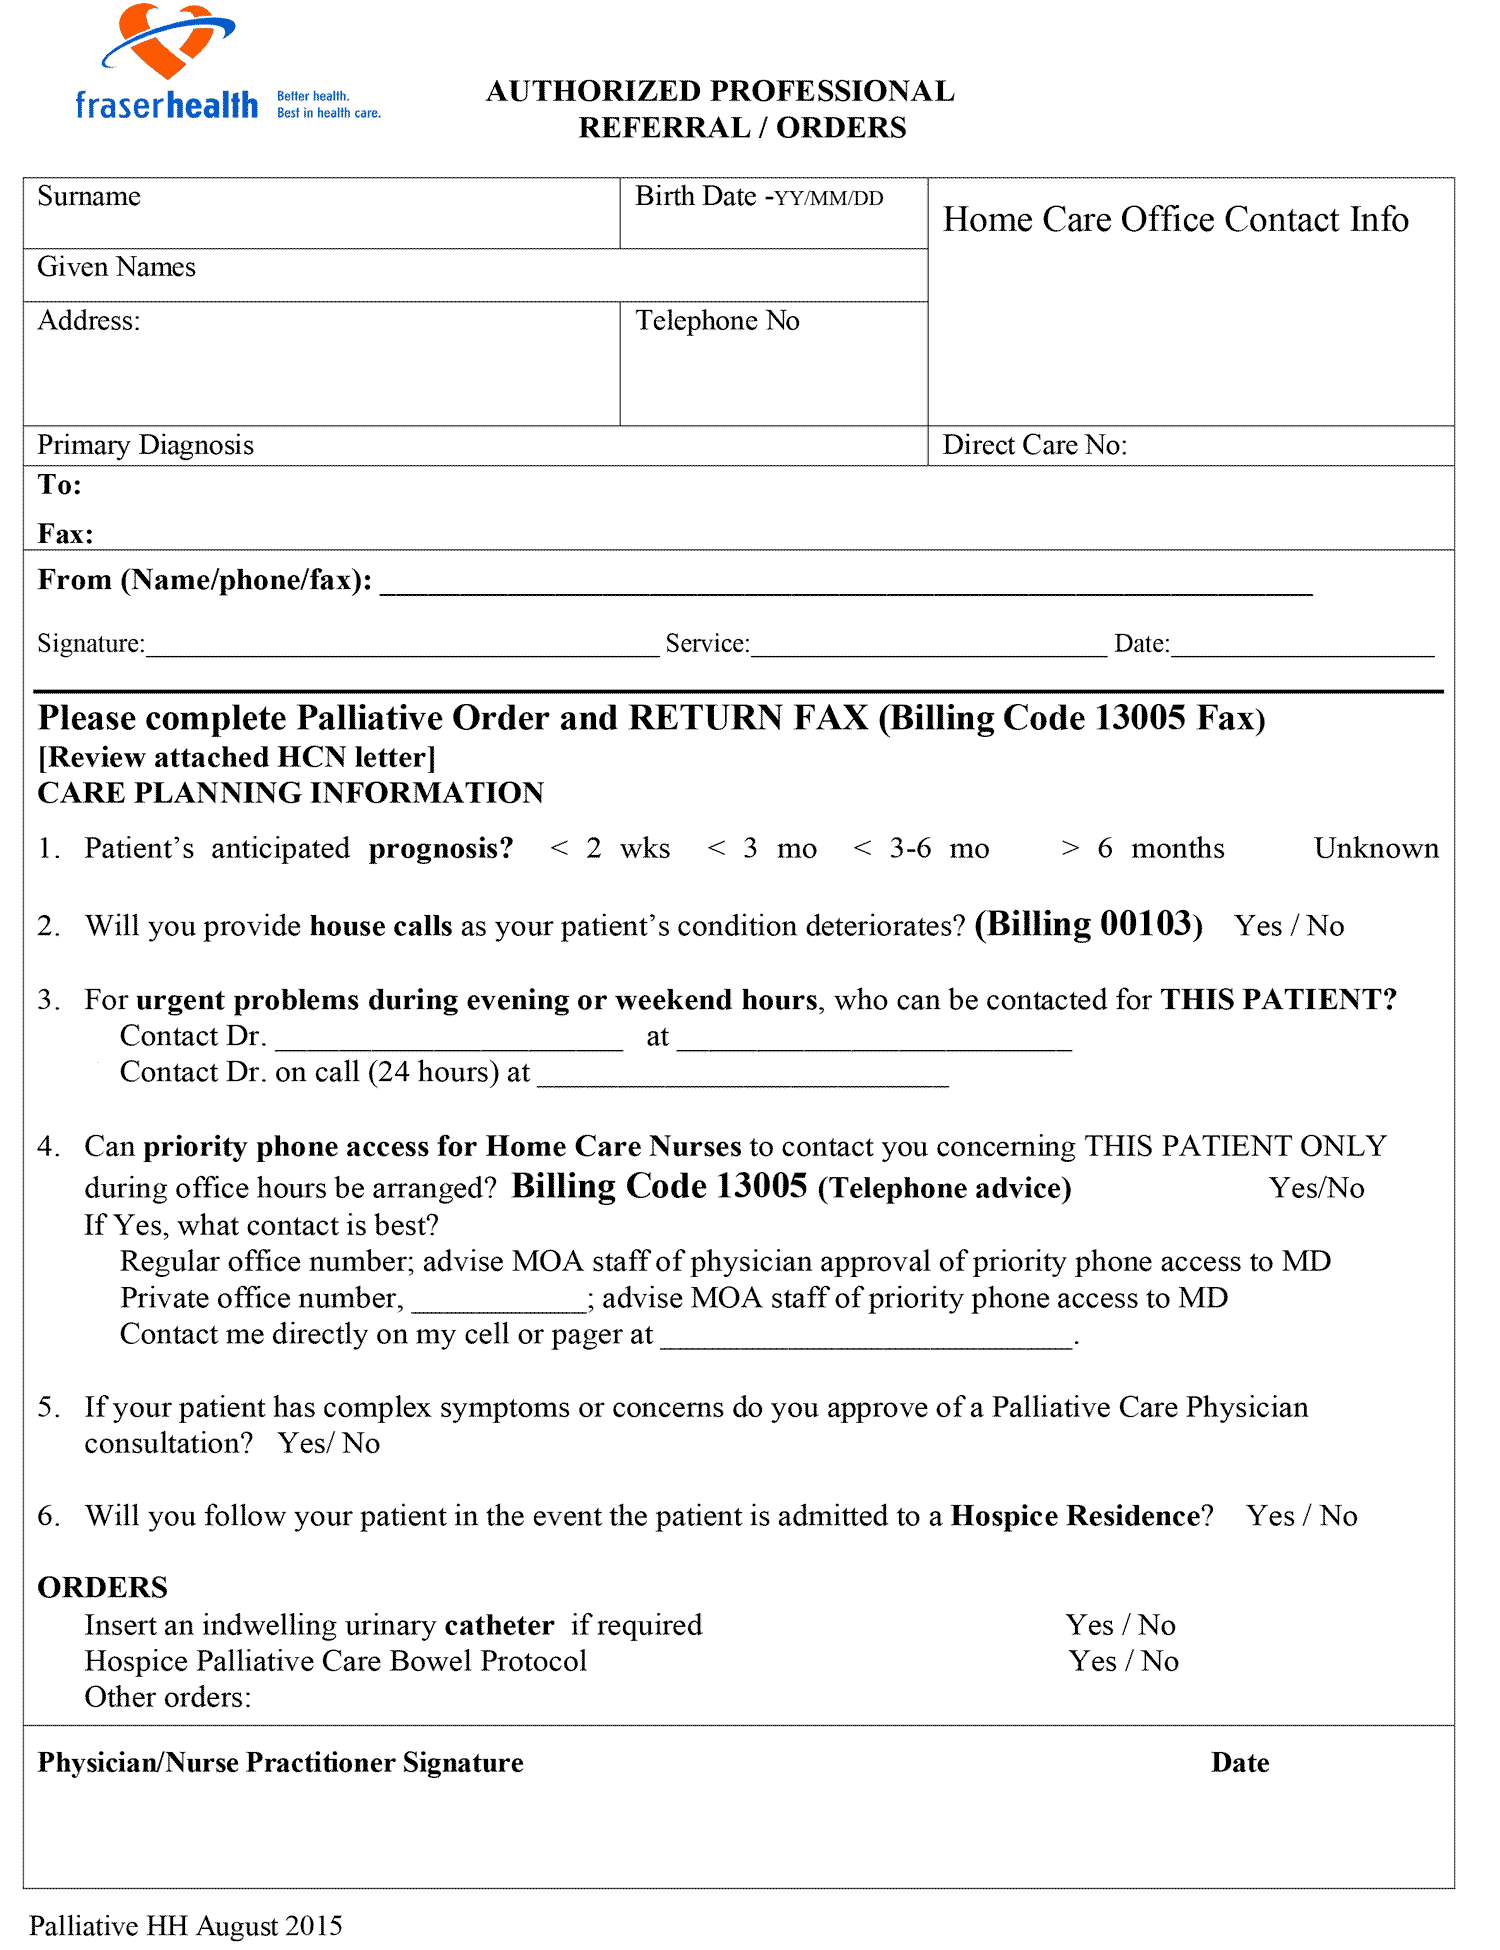 fraserhealth Better health.
Best in health care.
AUTHORIZED PROFESSIONAL
REFERRAL / ORDERS
Surname
Birth Date -YY/MM/DD
Home Care Office Contact Info
Given Names
Address:
Telephone No
Primary Diagnosis
Direct Care No:
To:
Fax:
From (Name/phone/fax): ____________________
Signature:____________________ Service:____________________ Date:____________________
Please complete Palliative Order and RETURN FAX (Billing Code 13005 Fax)
[Review attached HCN letter]
CARE PLANNING INFORMATION
1. Patient's anticipated prognosis? < 2 wks < 3 mo < 3-6 mo > 6 months Unknown
2. Will you provide house calls as your patient's condition deteriorates? (Billing 00103) Yes / No
3. For urgent problems during evening or weekend hours, who can be contacted for THIS PATIENT?
Contact Dr. ____________________ at ____________________
Contact Dr. on call (24 hours) at ____________________
4. Can priority phone access for Home Care Nurses to contact you concerning THIS PATIENT ONLY
during office hours be arranged? Billing Code 13005 (Telephone advice) Yes/No
If Yes, what contact is best?
Regular office number; advise MOA staff of physician approval of priority phone access to MD
Private office number, ___________; advise MOA staff of priority phone access to MD
Contact me directly on my cell or pager at ____________________.
5. If your patient has complex symptoms or concerns do you approve of a Palliative Care Physician
consultation? Yes/ No
6. Will you follow your patient in the event the patient is admitted to a Hospice Residence? Yes / No
ORDERS
Insert an indwelling urinary catheter if required Yes / No
Hospice Palliative Care Bowel Protocol Yes / No
Other orders:
Physician/Nurse Practitioner Signature Date
Palliative HH August 2015